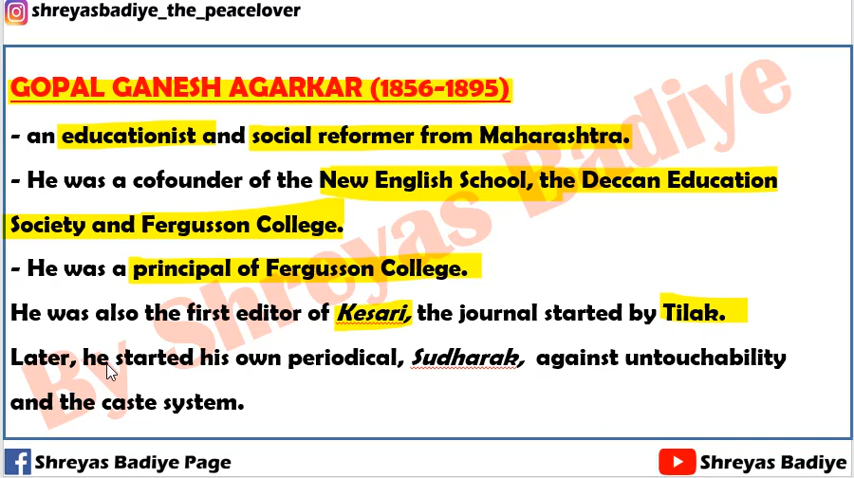 shreyasbadiye_the_peacelover
GOPAL GANESH AGARKAR (1856-1895)
- an educationist and social reformer from Maharashtra.
- He was a cofounder of the New English School, the Deccan Education
Society and Fergusson College.
- He was a principal of Fergusson College.
He was also the first editor of Kesari, the journal started by Tilak.
Later, he started his own periodical, Sudharak, against untouchability
and the caste system.
By Shreyas Badiye
Shreyas Badiye Page
Shreyas Badiye